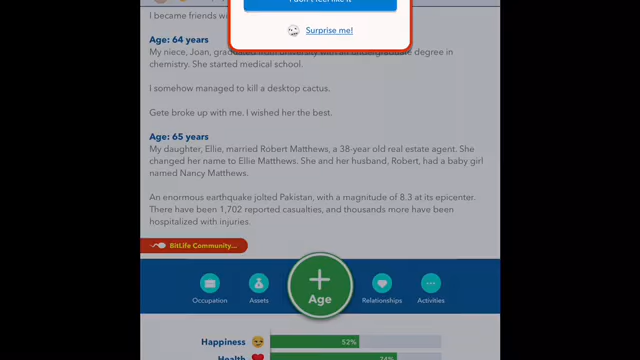 I don't feel like it
Surprise me!
I became friends wi
Age: 64 years
My niece, Joan, graduated from university with an undergraduate degree in
chemistry. She started medical school.
I somehow managed to kill a desktop cactus.
Gete broke up with me. I wished her the best.
Age: 65 years
My daughter, Ellie, married Robert Matthews, a 38-year old real estate agent. She
changed her name to Ellie Matthews. She and her husband, Robert, had a baby girl
named Nancy Matthews.
An enormous earthquake jolted Pakistan, with a magnitude of 8.3 at its epicenter.
There have been 1,702 reported casualties, and thousands more have been
hospitalized with injuries.
BitLife Community...
Occupation
Assets
Age
Relationships
Activities
Happiness 52%
Health 74%